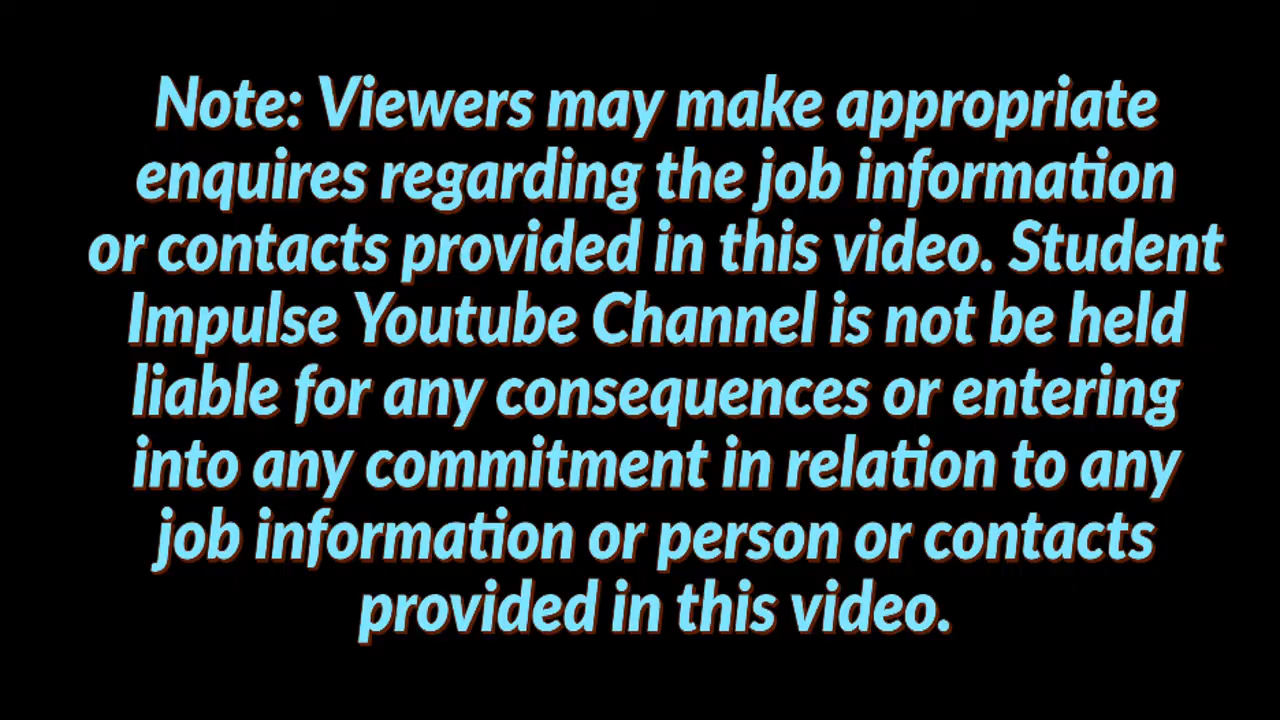 Note: Viewers may make appropriate
enquires regarding the job information
or contacts provided in this video. Student
Impulse Youtube Channel is not be held
liable for any consequences or entering
into any commitment in relation to any
job information or person or contacts
provided in this video.